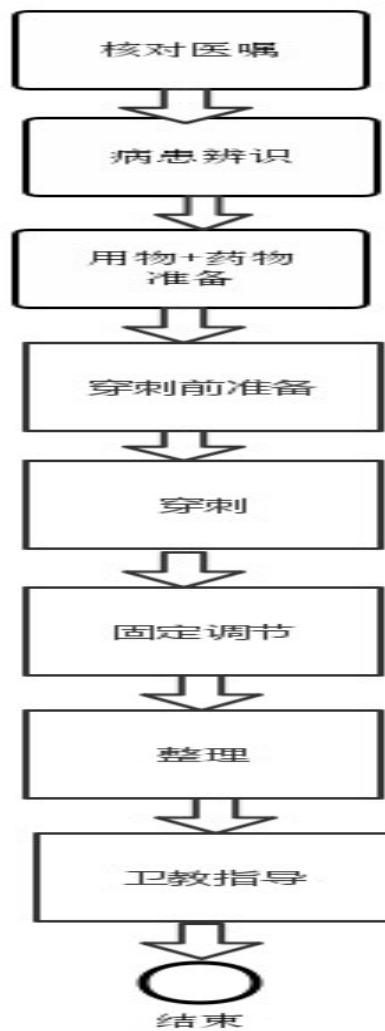 核对医嘱
病患辨识
用物+药物
准备
穿刺前准备
穿刺
固定调节
整理
卫教指导
结束